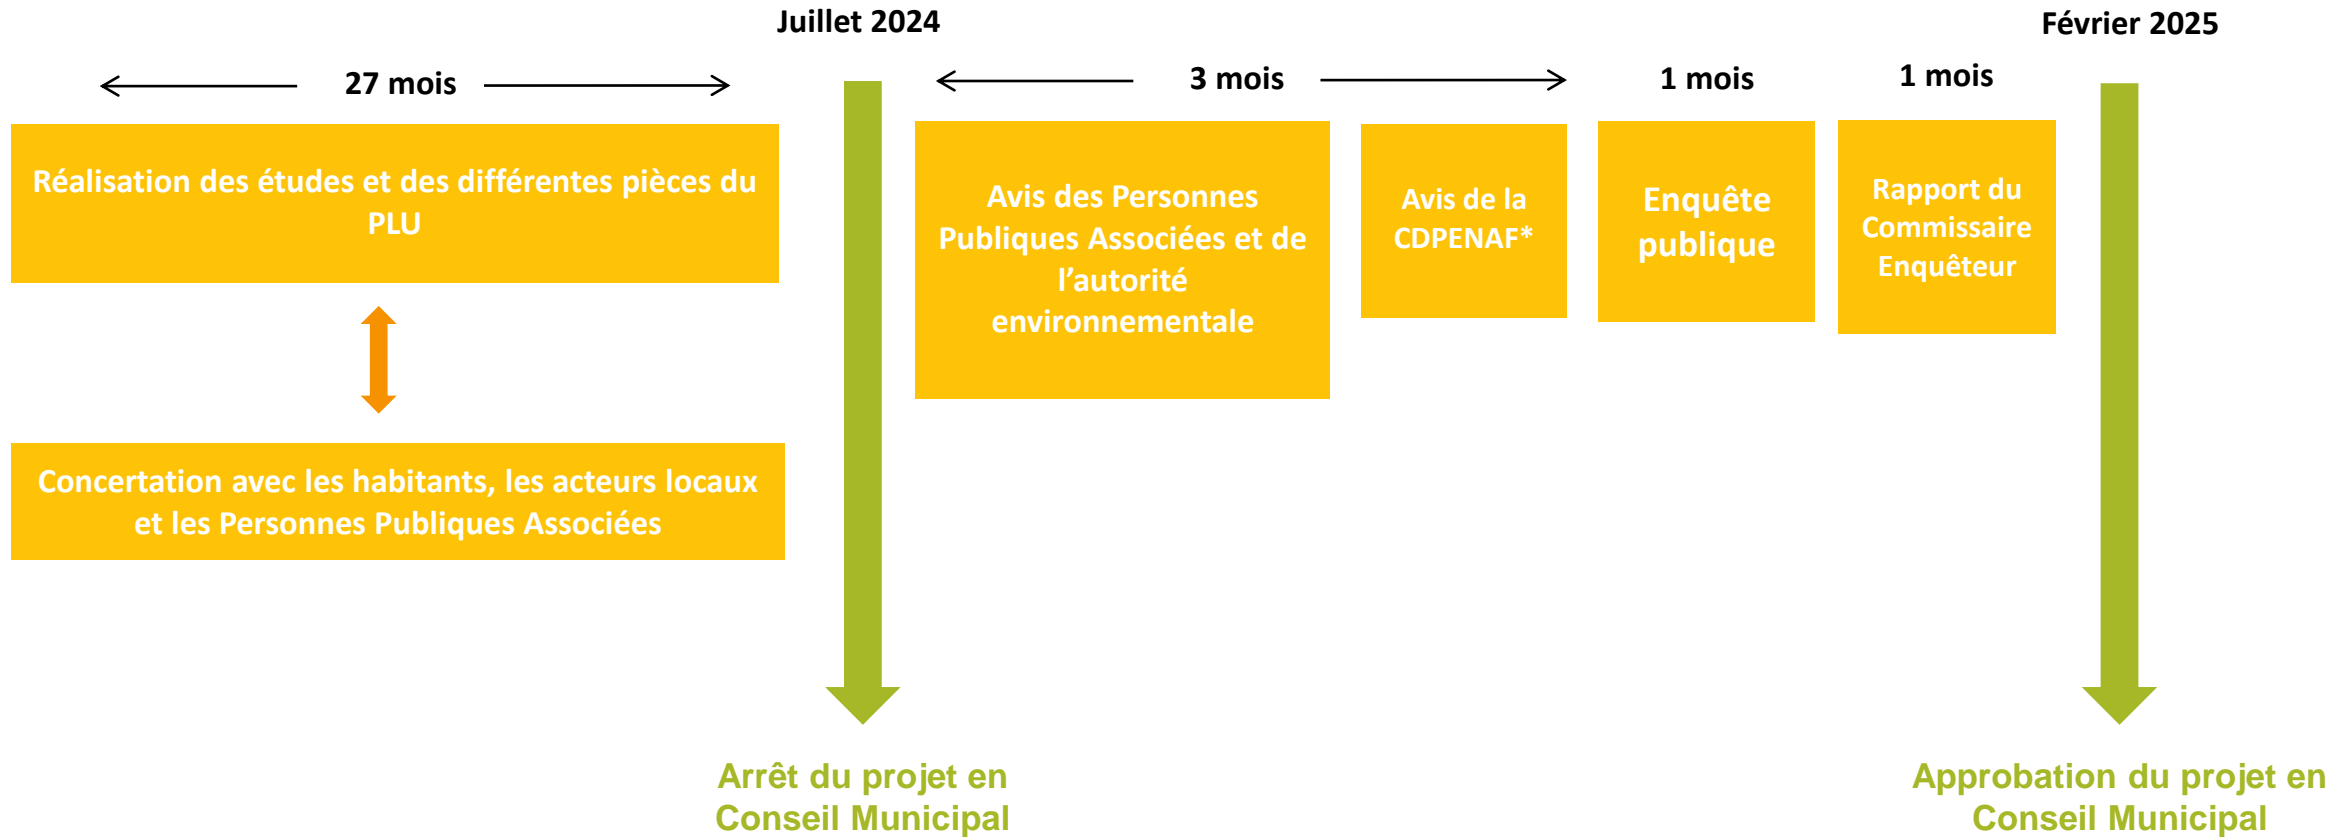 Juillet 2024
Février 2025
27 mois
3 mois
1 mois
1 mois
Réalisation des études et des différentes pièces du
PLU
Avis des Personnes
Publiques Associées et de
l’autorité
environnementale
Avis de la
CDPENAF*
Enquête
publique
Rapport du
Commissaire
Enquêteur
Concertation avec les habitants, les acteurs locaux
et les Personnes Publiques Associées
Arrêt du projet en
Conseil Municipal
Approbation du projet en
Conseil Municipal